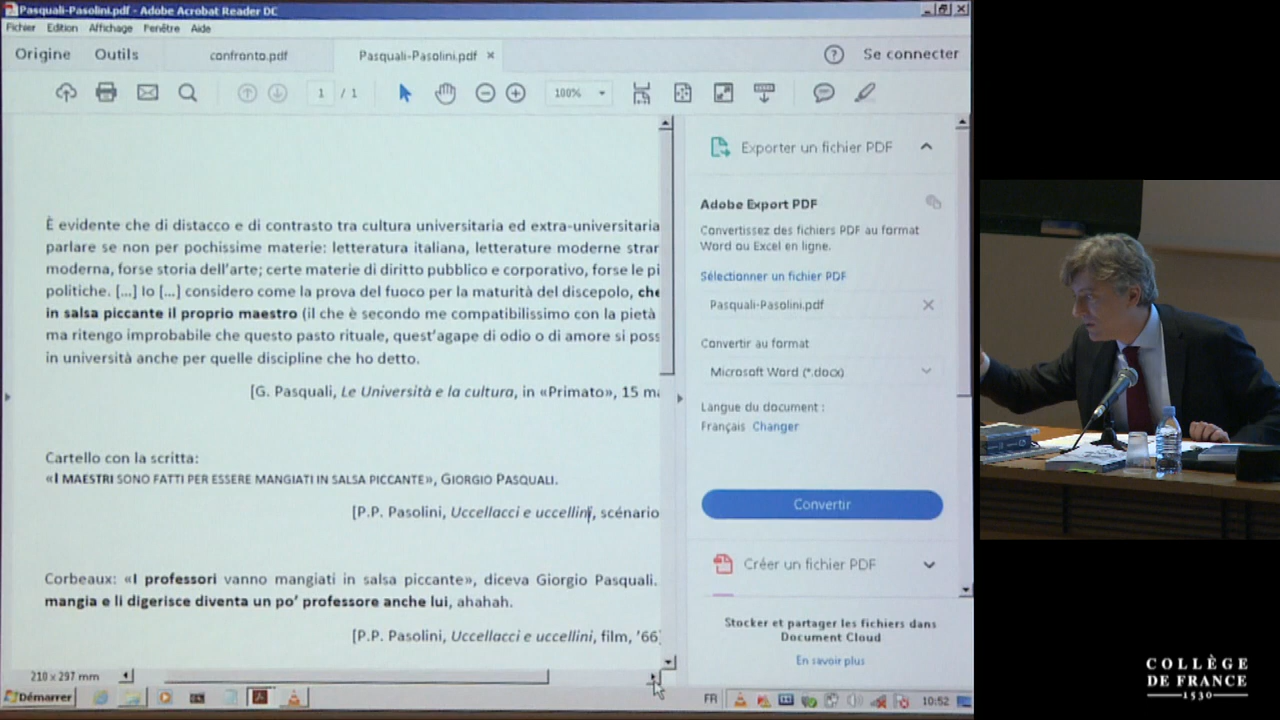 Pasquali-Pasolini.pdf - Adobe Acrobat Reader DC
Fichier Edition Affichage Fenêtre Aide
Origine Outils confronto.pdf Pasquali-Pasolini.pdf × ? Se connecter
1 / 1 100%
È evidente che di distacco e di contrasto tra cultura universitaria ed extra-universitaria
parlare se non per pochissime materie: letteratura italiana, letterature moderne stran
moderna, forse storia dell'arte; certe materie di diritto pubblico e corporativo, forse le pi
politiche. [...] Io [...] considero come la prova del fuoco per la maturità del discepolo, che
in salsa piccante il proprio maestro (il che è secondo me compatibilissimo con la pietà
ma ritengo improbabile che questo pasto rituale, quest'agape di odio o di amore si poss
in università anche per quelle discipline che ho detto.
[G. Pasquali, Le Università e la cultura, in «Primato», 15 ma
Cartello con la scritta:
«I MAESTRI SONO FATTI PER ESSERE MANGIATI IN SALSA PICCANTE», GIORGIO PASQUALI.
[P.P. Pasolini, Uccellacci e uccellini, scénario
Corbeaux: «I professori vanno mangiati in salsa piccante», diceva Giorgio Pasquali.
mangia e li digerisce diventa un po' professore anche lui, ahahah.
[P.P. Pasolini, Uccellacci e uccellini, film, '66]
210 x 297 mm
Exporter un fichier PDF
Adobe Export PDF
Convertissez des fichiers PDF au format
Word ou Excel en ligne.
Sélectionner un fichier PDF
Pasquali-Pasolini.pdf
Convertir au format
Microsoft Word (*.docx)
Langue du document :
Français Changer
Convertir
Créer un fichier PDF
Stocker et partager les fichiers dans
Document Cloud
En savoir plus
Démarrer FR 10:52
COLLÈGE
DE FRANCE
1530